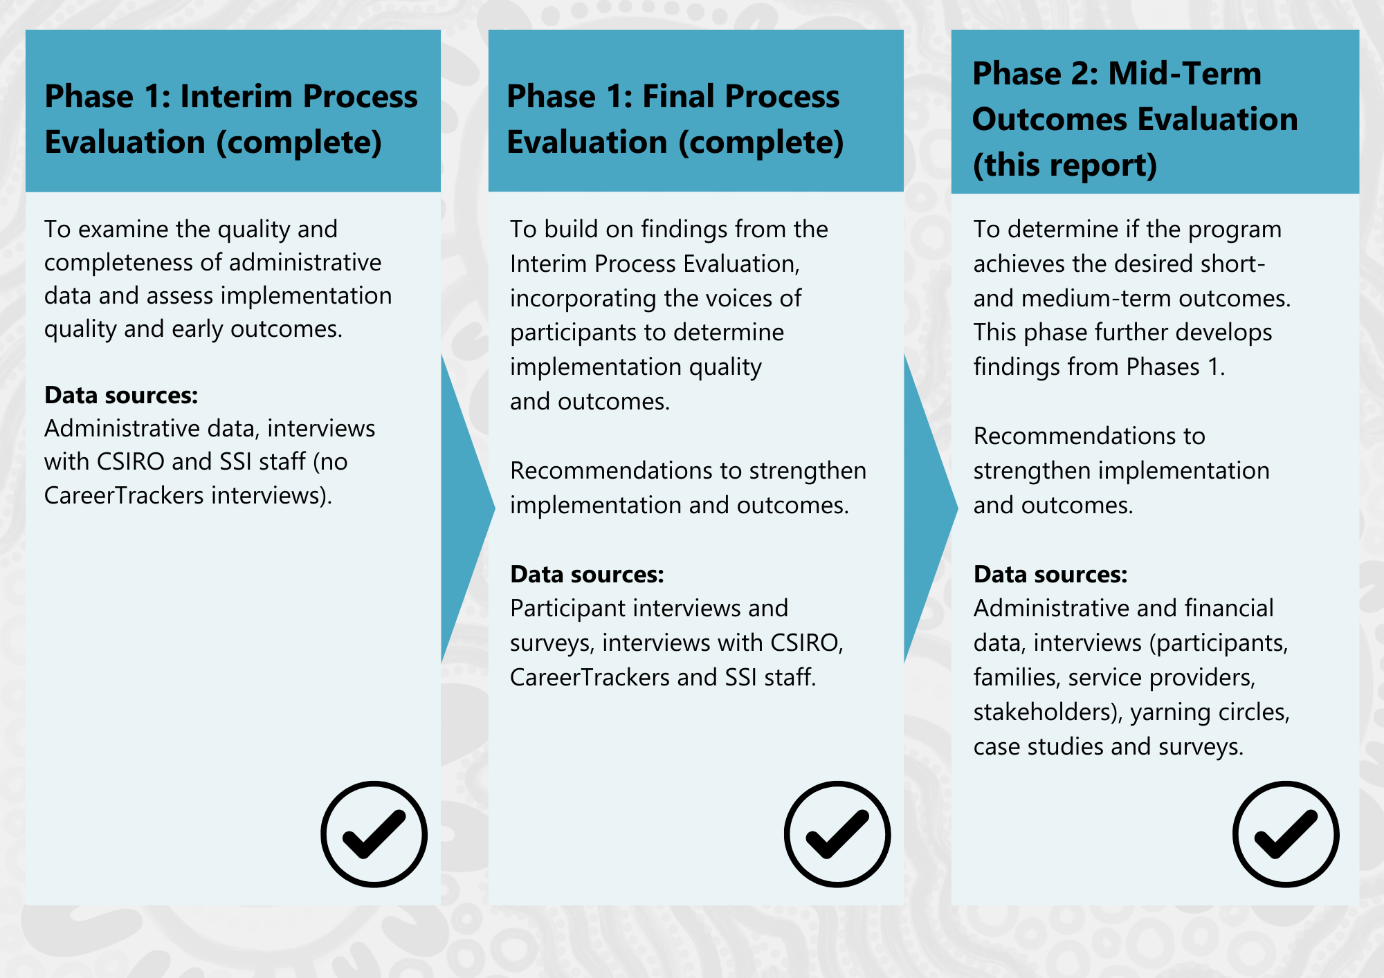 Phase 1: Interim Process
Evaluation (complete)
To examine the quality and
completeness of administrative
data and assess implementation
quality and early outcomes.
Data sources:
Administrative data, interviews
with CSIRO and SSI staff (no
CareerTrackers interviews).
Phase 1: Final Process
Evaluation (complete)
To build on findings from the
Interim Process Evaluation,
incorporating the voices of
participants to determine
implementation quality
and outcomes.
Recommendations to strengthen
implementation and outcomes.
Data sources:
Participant interviews and
surveys, interviews with CSIRO,
CareerTrackers and SSI staff.
Phase 2: Mid-Term
Outcomes Evaluation
(this report)
To determine if the program
achieves the desired short-
and medium-term outcomes.
This phase further develops
findings from Phases 1.
Recommendations to
strengthen implementation
and outcomes.
Data sources:
Administrative and financial
data, interviews (participants,
families, service providers,
stakeholders), yarning circles,
case studies and surveys.